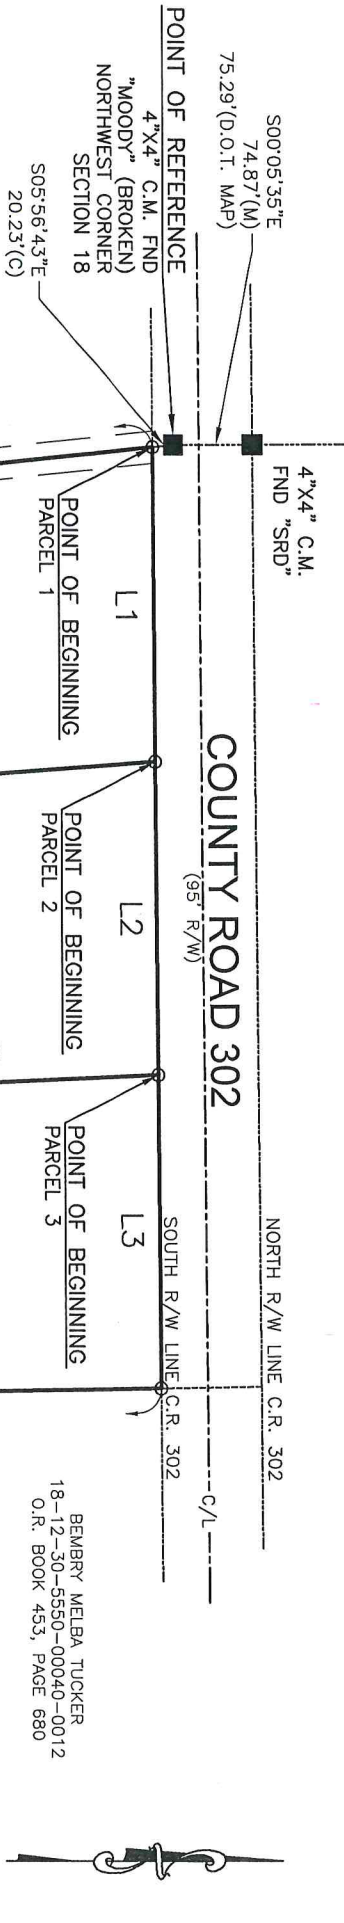 S00°05'35"E
74.87'(M)
75.29'(D.O.T. MAP)
4"X4" C.M.
FND "SRD"
POINT OF REFERENCE
4"X4" C.M. FND
"MOODY" (BROKEN)
NORTHWEST CORNER
SECTION 18
S05°56'43"E
20.23'(C)
COUNTY ROAD 302
(95' R/W)
NORTH R/W LINE C.R. 302
C/L
SOUTH R/W LINE C.R. 302
L1
L2
L3
POINT OF BEGINNING
PARCEL 1
POINT OF BEGINNING
PARCEL 2
POINT OF BEGINNING
PARCEL 3
BEMBRY MELBA TUCKER
18-12-30-5550-00040-0012
O.R. BOOK 453, PAGE 680